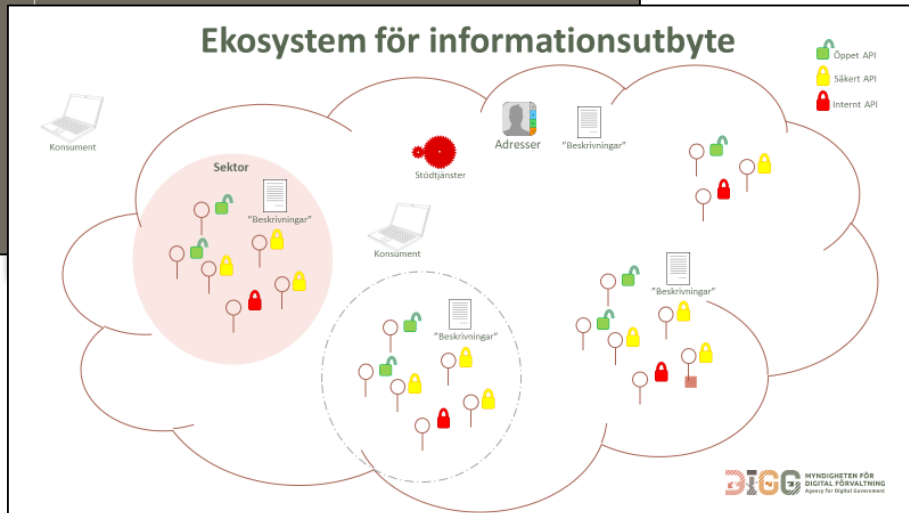 Ekosystem för informationsutbyte
Öppet API
Säkert API
Internt API
Konsument
Adresser
"Beskrivningar"
Stödtjänster
Sektor
"Beskrivningar"
Konsument
"Beskrivningar"
"Beskrivningar"
DIGG
MYNDIGHETEN FÖR
DIGITAL FÖRVALTNING
Agency for Digital Government